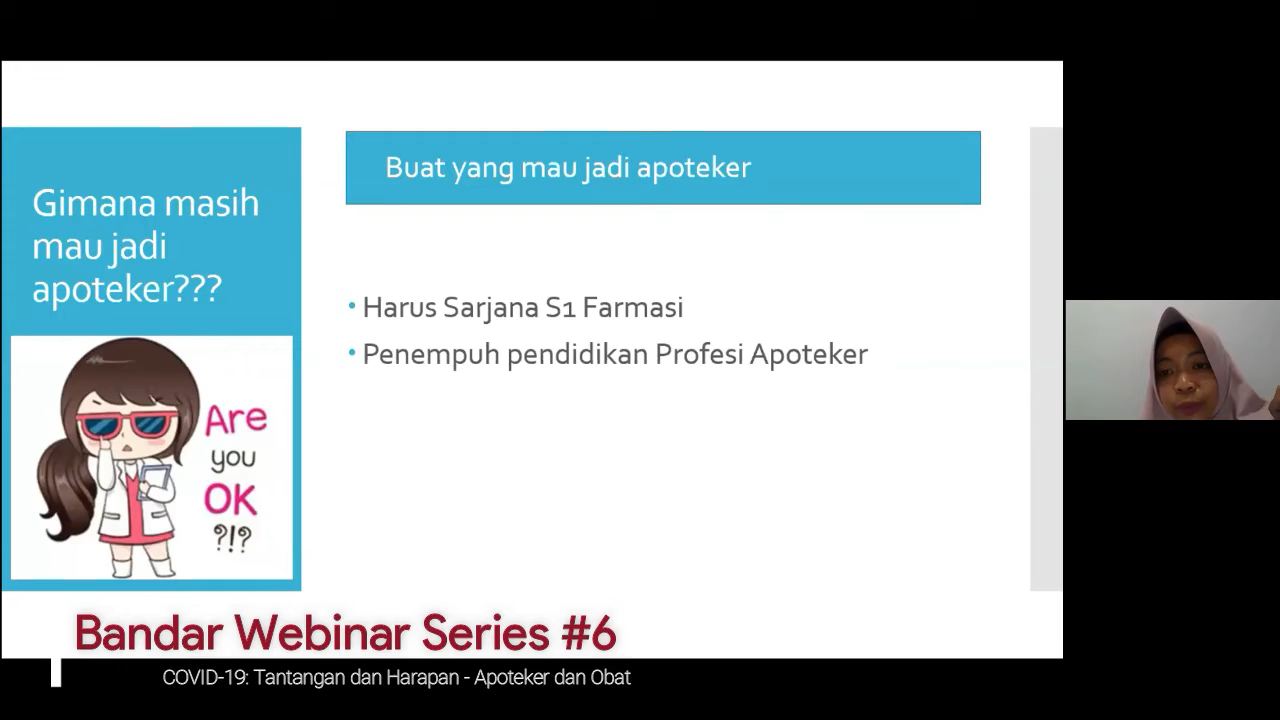 Gimana masih
mau jadi
apoteker???
Buat yang mau jadi apoteker
• Harus Sarjana S1 Farmasi
• Penempuh pendidikan Profesi Apoteker
Are
you
OK
?!?
Bandar Webinar Series #6
COVID-19: Tantangan dan Harapan - Apoteker dan Obat